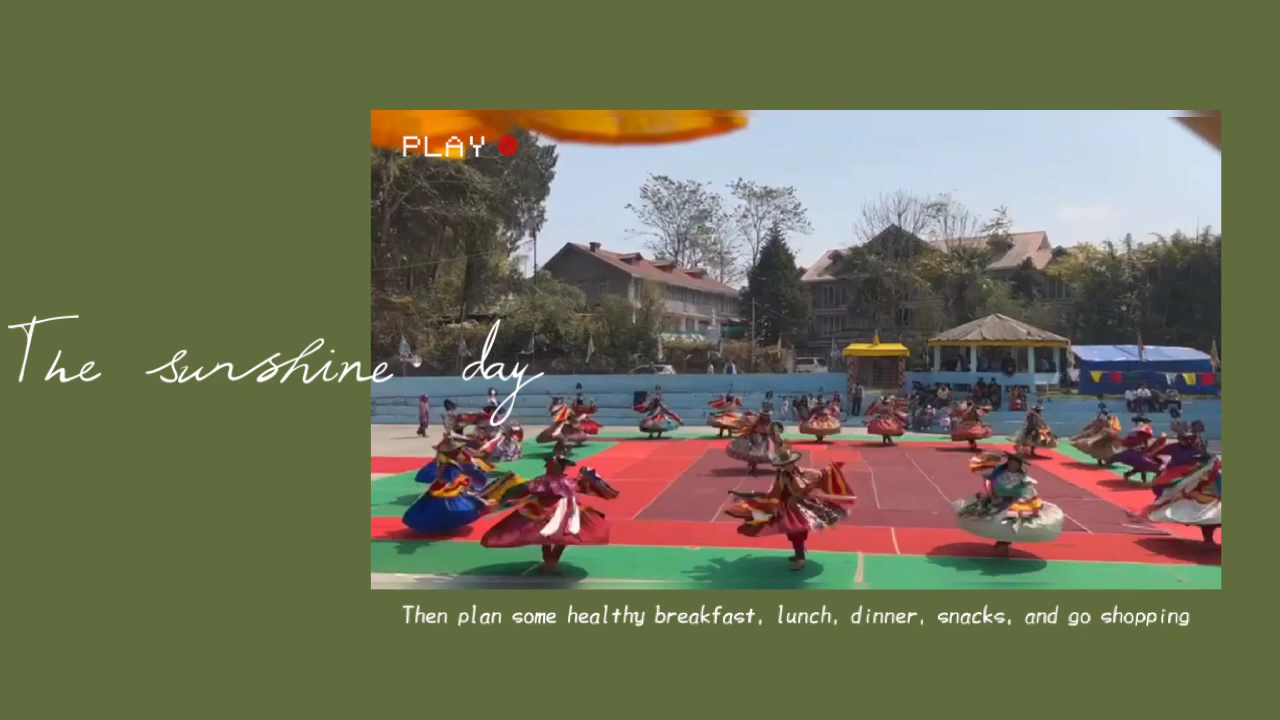 PLAY
The sunshine day
Then plan some healthy breakfast, lunch, dinner, snacks, and go shopping